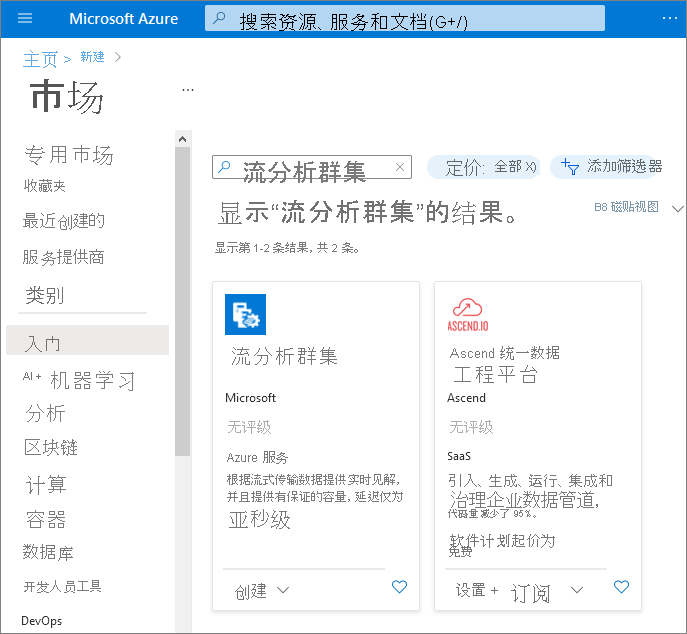 Microsoft Azure
搜索资源、服务和文档(G+/)
...
主页 > 新建 >
市场
...
专用市场
收藏夹
最近创建的
服务提供商
类别
入门
AI + 机器学习
分析
区块链
计算
容器
数据库
开发人员工具
DevOps
流分析群集
定价: 全部 X)
添加筛选器
显示“流分析群集”的结果。
B8 磁贴视图
显示第 1-2 条结果, 共 2 条。
流分析群集
Microsoft
无评级
Azure 服务
根据流式传输数据提供实时见解,
并且提供有保证的容量, 延迟仅为
亚秒级
创建
ASCEND.IO
Ascend 统一数据
工程平台
Ascend
无评级
SaaS
引入、生成、运行、集成和
治理企业数据管道,
代码量减少了 95%。
软件计划起价为
免费
设置 + 订阅